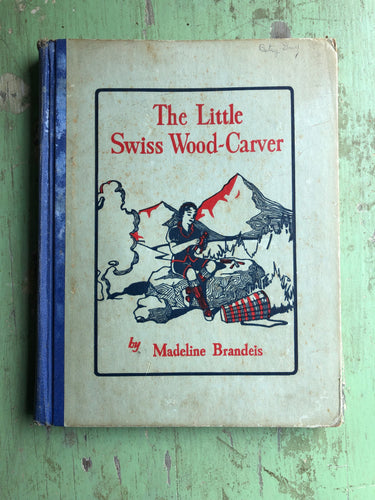 The Little
Swiss Wood-Carver
by Madeline Brandeis